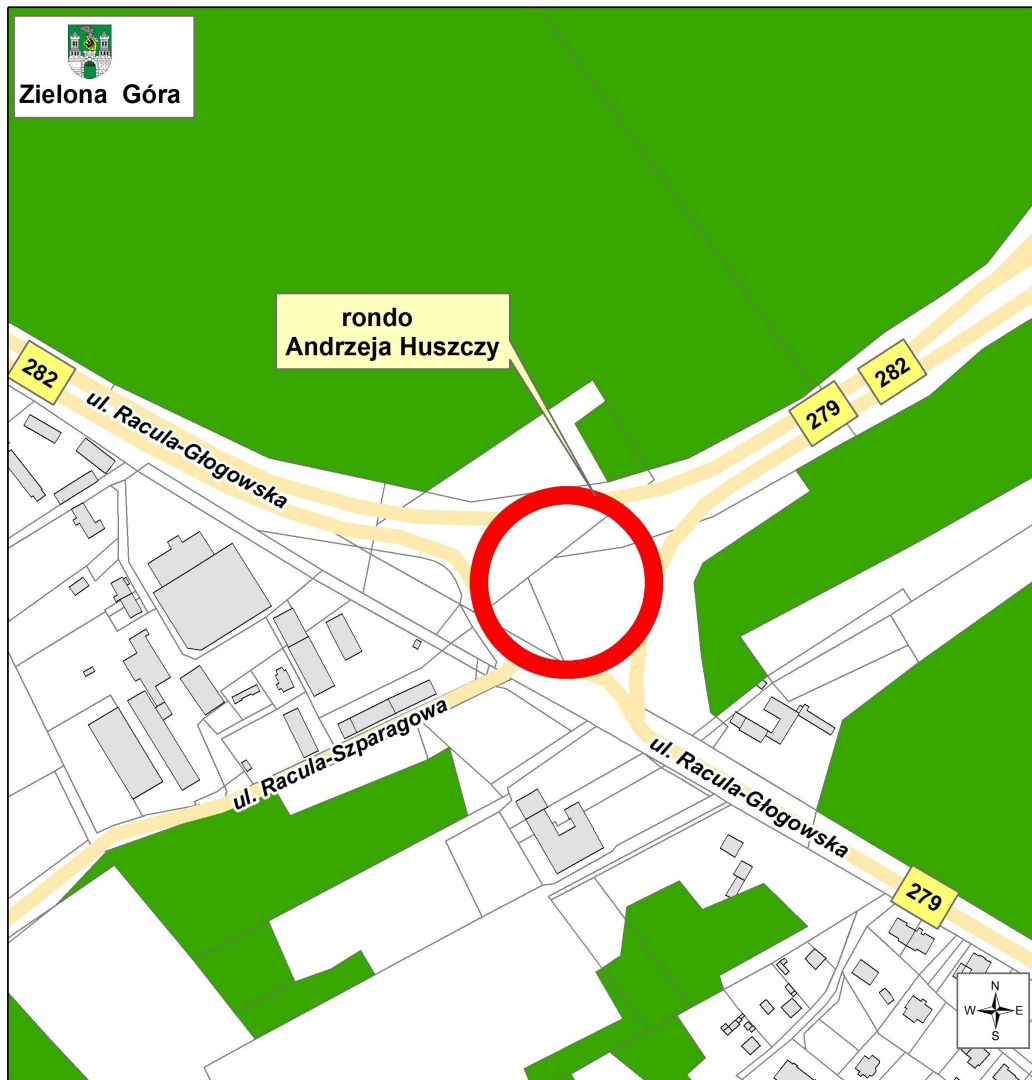 Zielona Góra
rondo
Andrzeja Huszczy
282
ul. Racula-Głogowska
282
279
ul. Racula-Szparagowa
ul. Racula-Głogowska
279
N
W E
S